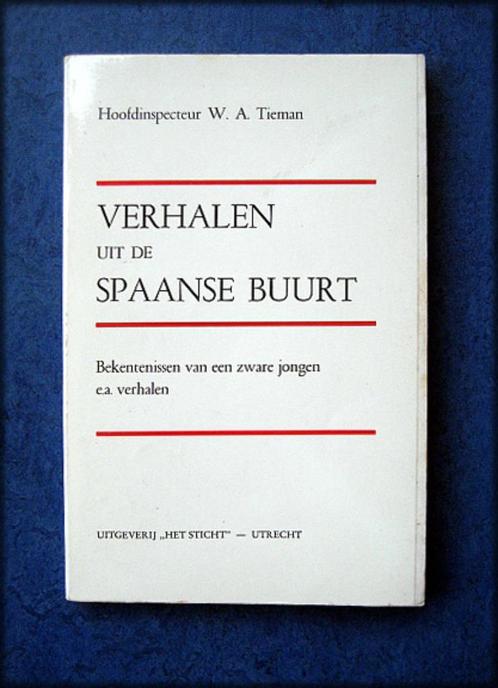 Hoofdinspecteur W. A. Tieman
VERHALEN
UIT DE
SPAANSE BUURT
Bekentenissen van een zware jongen
e.a. verhalen
UITGEVERIJ „HET STICHT” — UTRECHT